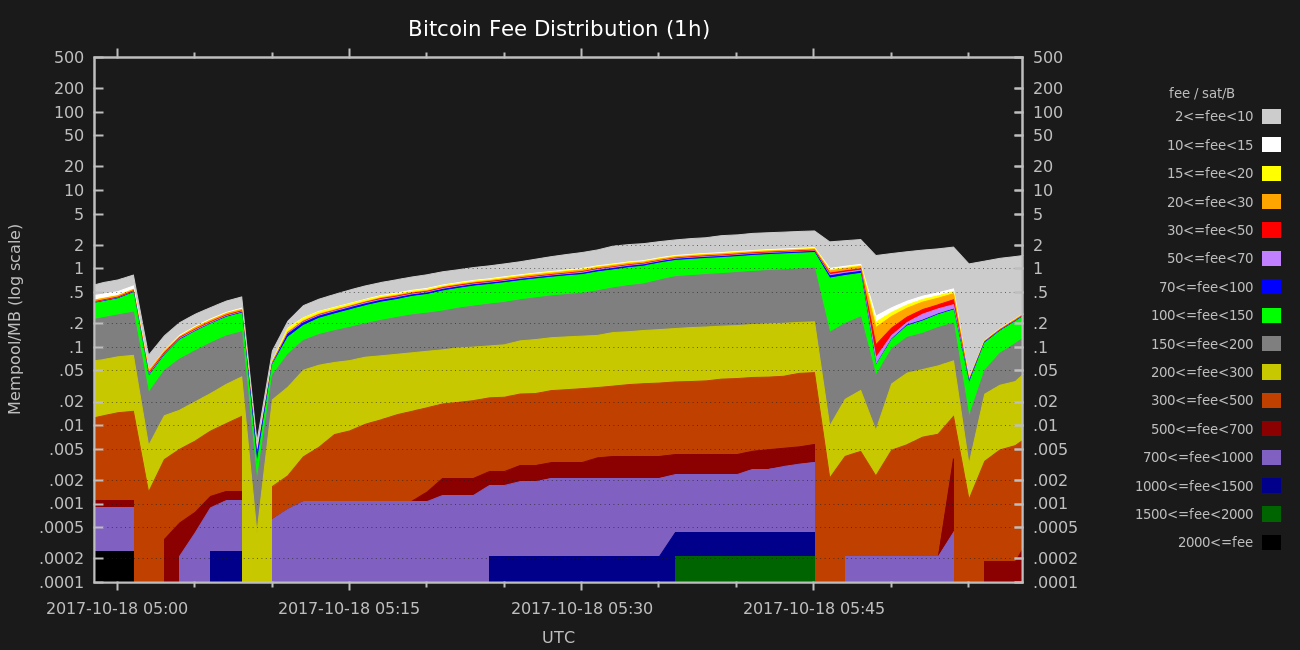 Bitcoin Fee Distribution (1h)
Mempool/MB (log scale)
500
200
100
50
20
10
5
2
1
.5
.2
.1
.05
.02
.01
.005
.002
.001
.0005
.0002
.0001
500
200
100
50
20
10
5
2
1
.5
.2
.1
.05
.02
.01
.005
.002
.001
.0005
.0002
.0001
2017-10-18 05:00
2017-10-18 05:15
2017-10-18 05:30
2017-10-18 05:45
UTC
fee / sat/B
2<=fee<10
10<=fee<15
15<=fee<20
20<=fee<30
30<=fee<50
50<=fee<70
70<=fee<100
100<=fee<150
150<=fee<200
200<=fee<300
300<=fee<500
500<=fee<700
700<=fee<1000
1000<=fee<1500
1500<=fee<2000
2000<=fee